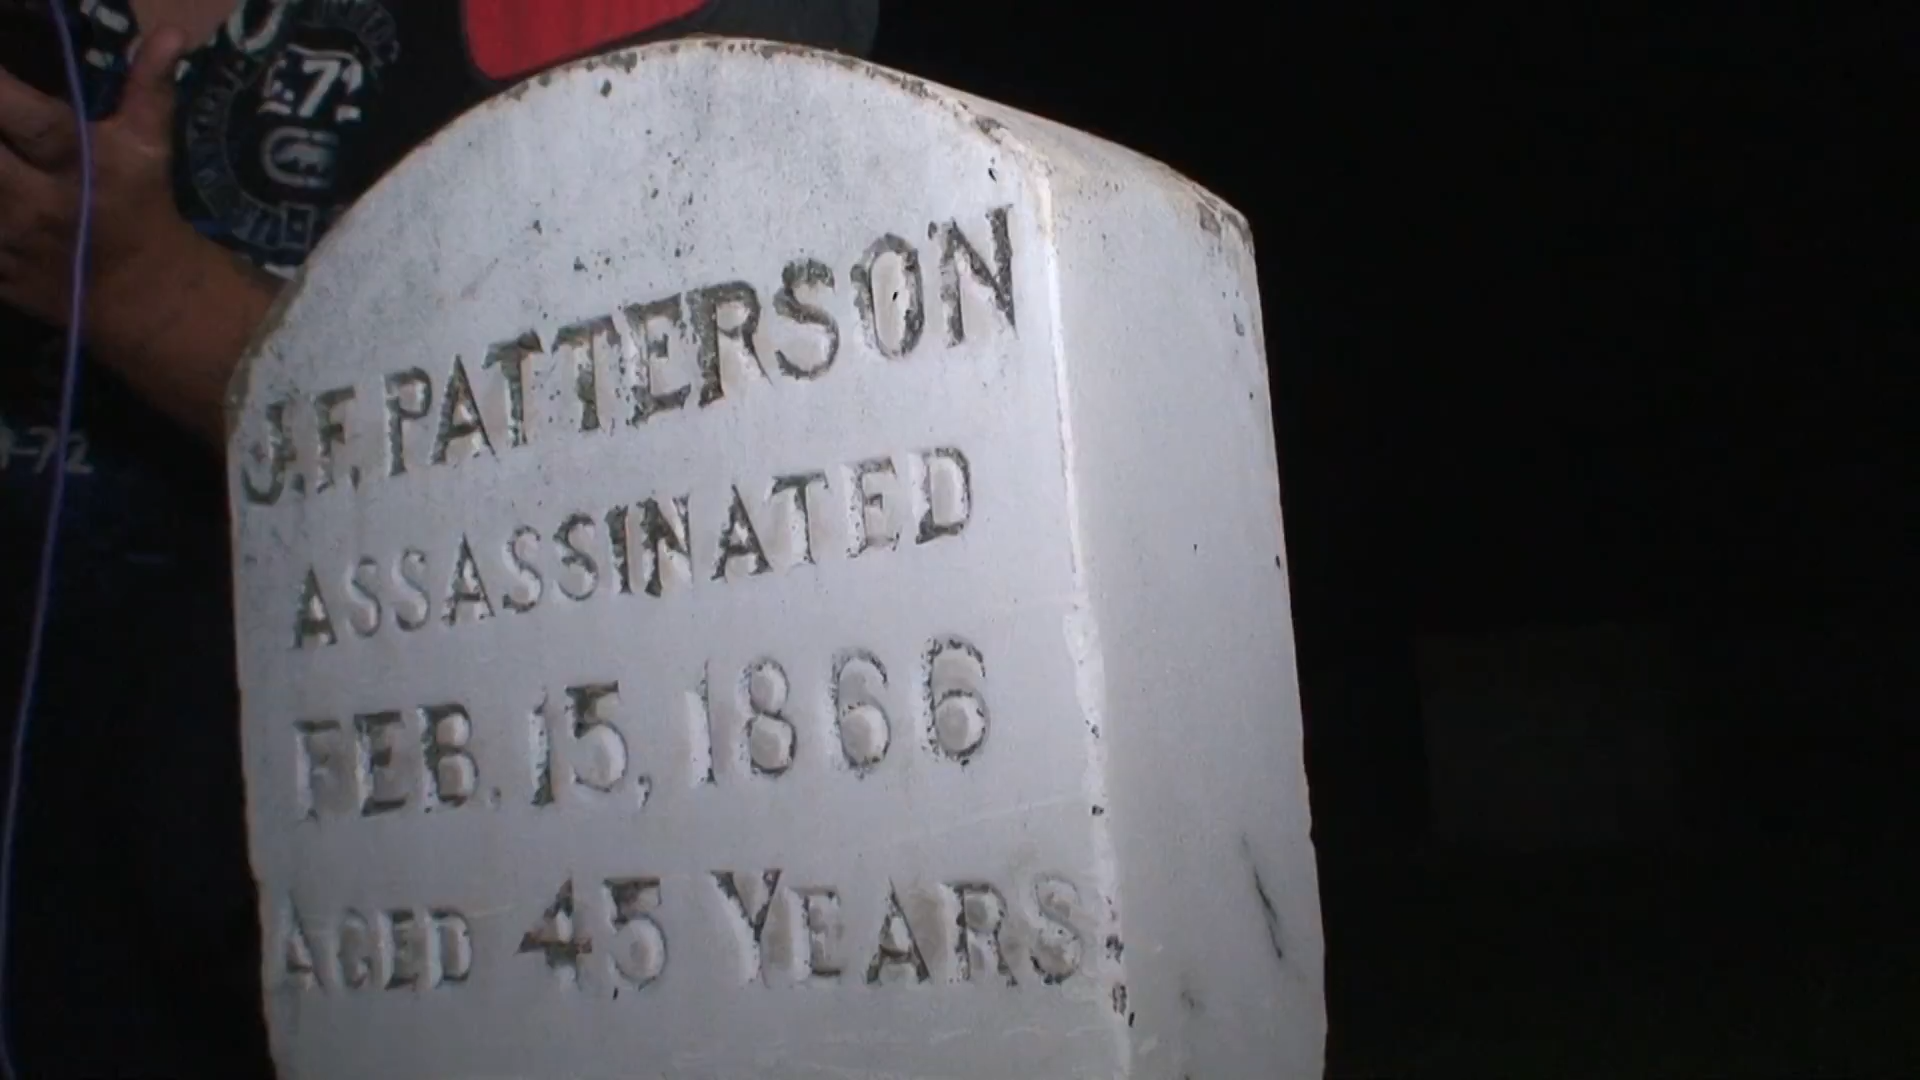 J.F. PATTERSON
ASSASSINATED
FEB. 15, 1866
AGED 45 YEARS